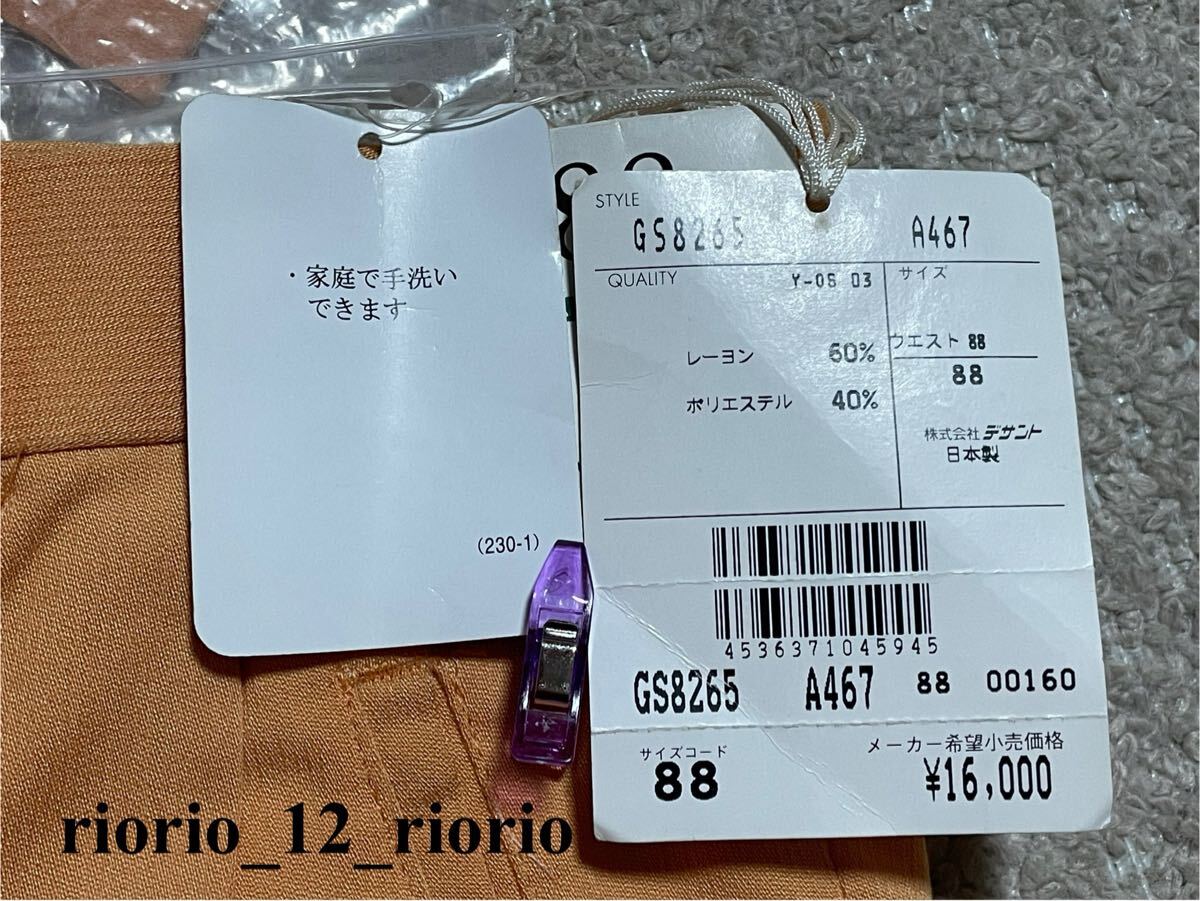 ・家庭で手洗い
できます
(230-1)
STYLE
GS8265 A467
QUALITY Y-08 03 サイズ
レーヨン 60%
ポリエステル 40%
ウエスト 88
88
株式会社デサント
日本製
4536371045945
GS8265 A467 88 00160
サイズコード
88
メーカー希望小売価格
¥16,000
riorio_12_riorio